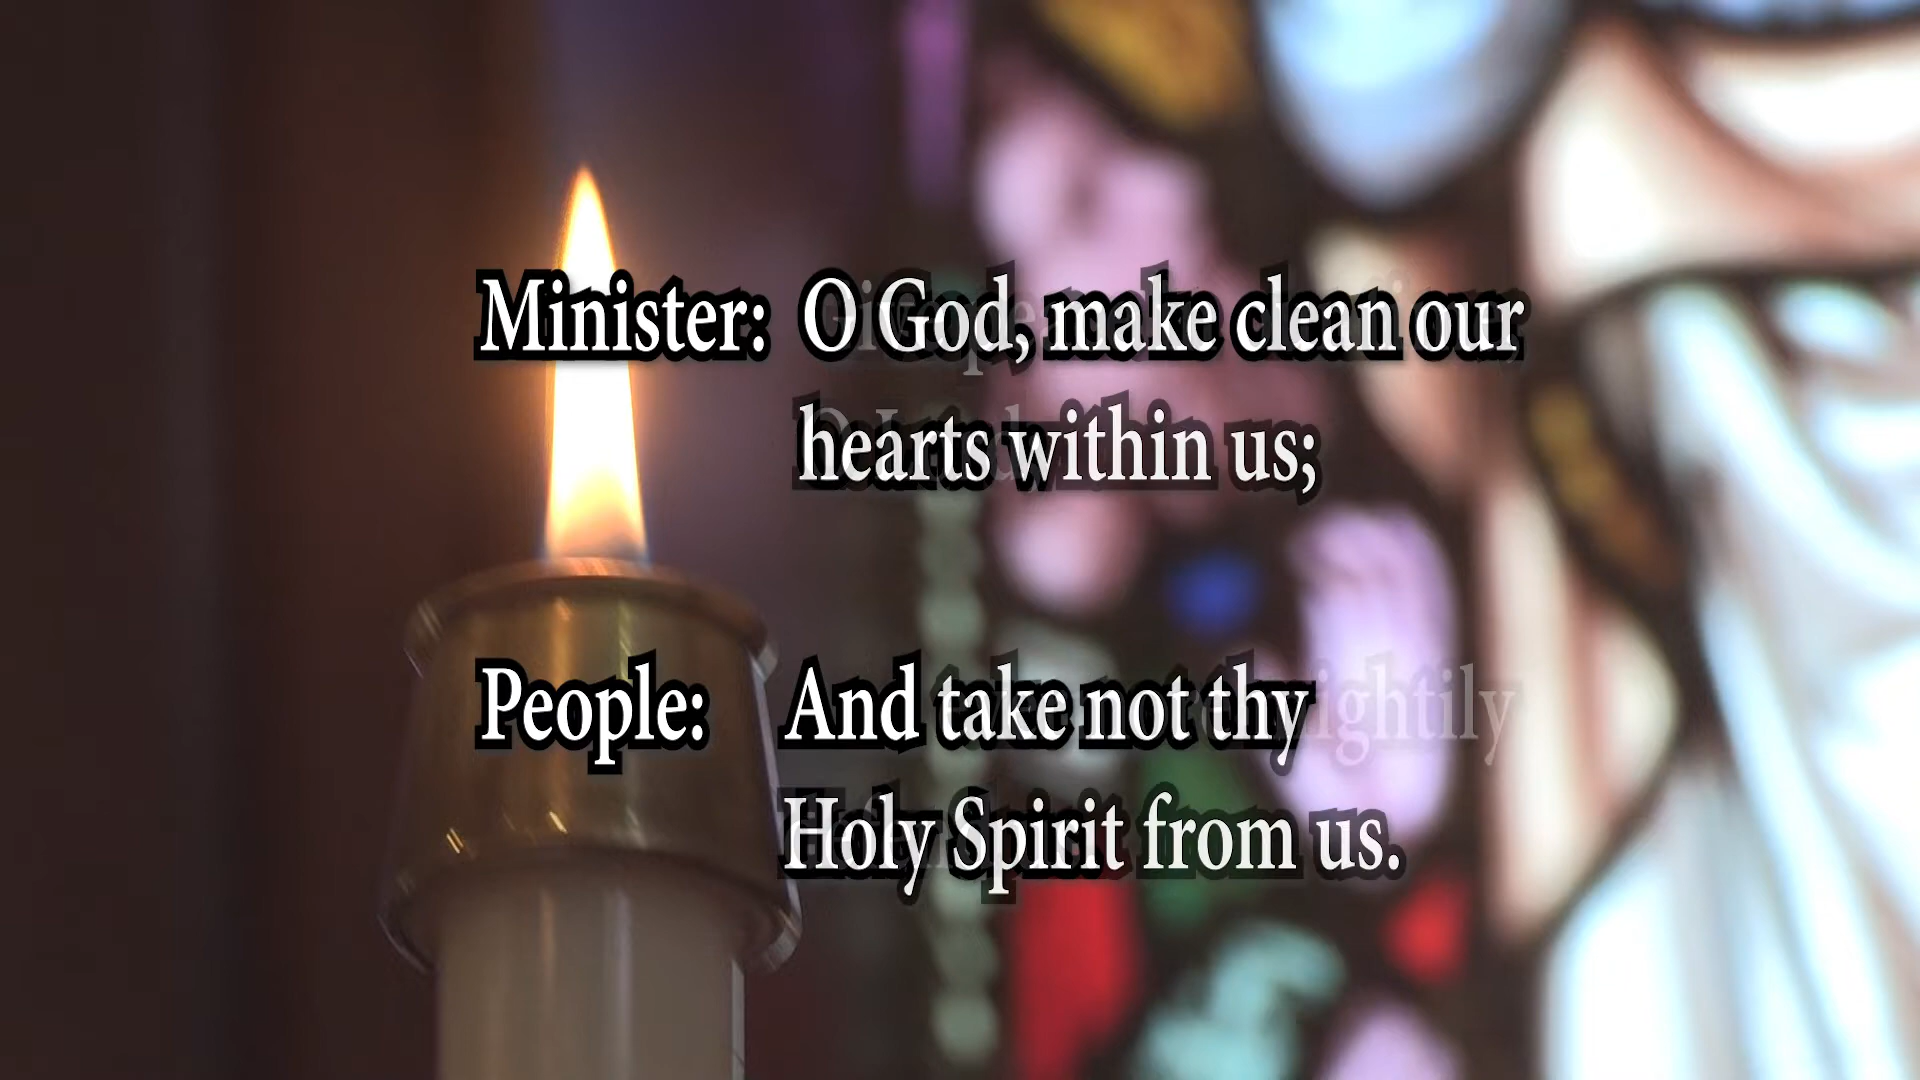 Minister: O God, make clean our
hearts within us;
People: And take not thy
Holy Spirit from us.